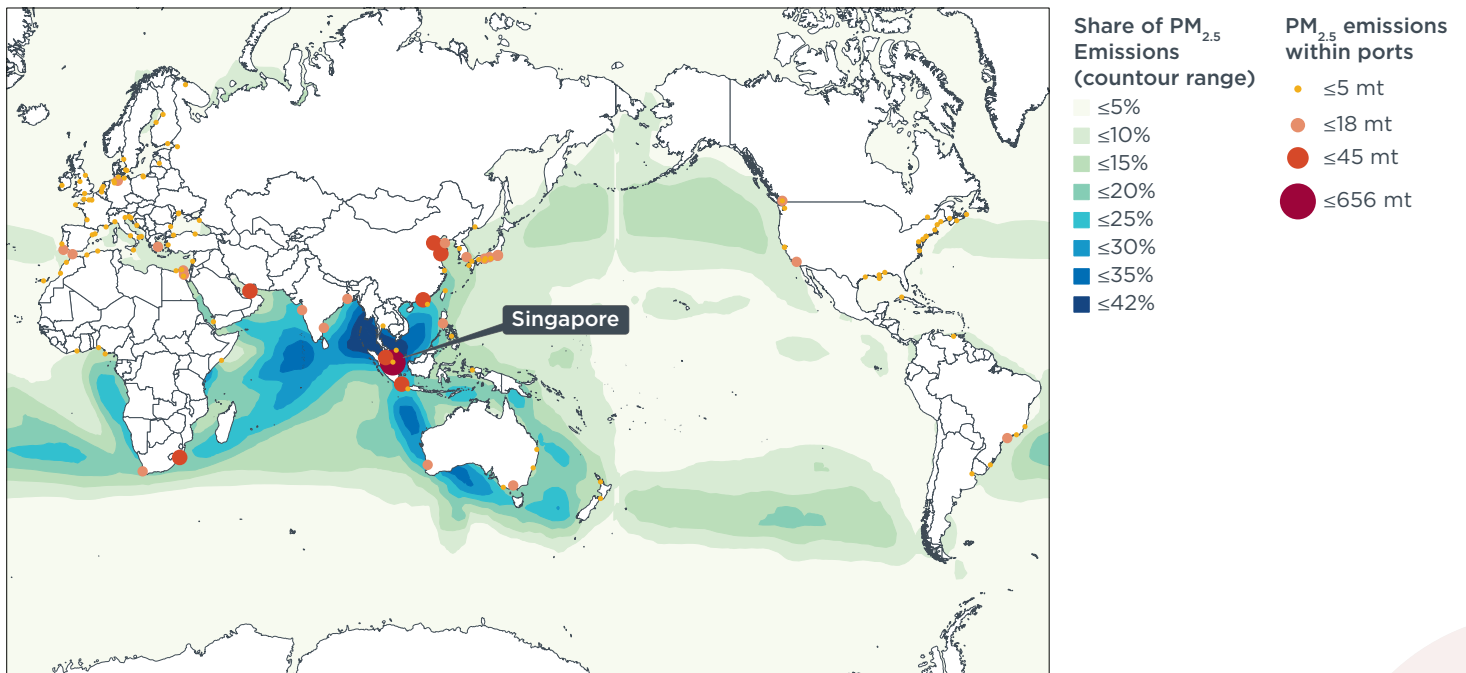 Singapore
Share of PM2.5
Emissions
(countour range)
≤5%
≤10%
≤15%
≤20%
≤25%
≤30%
≤35%
≤42%
PM2.5 emissions
within ports
≤5 mt
≤18 mt
≤45 mt
≤656 mt